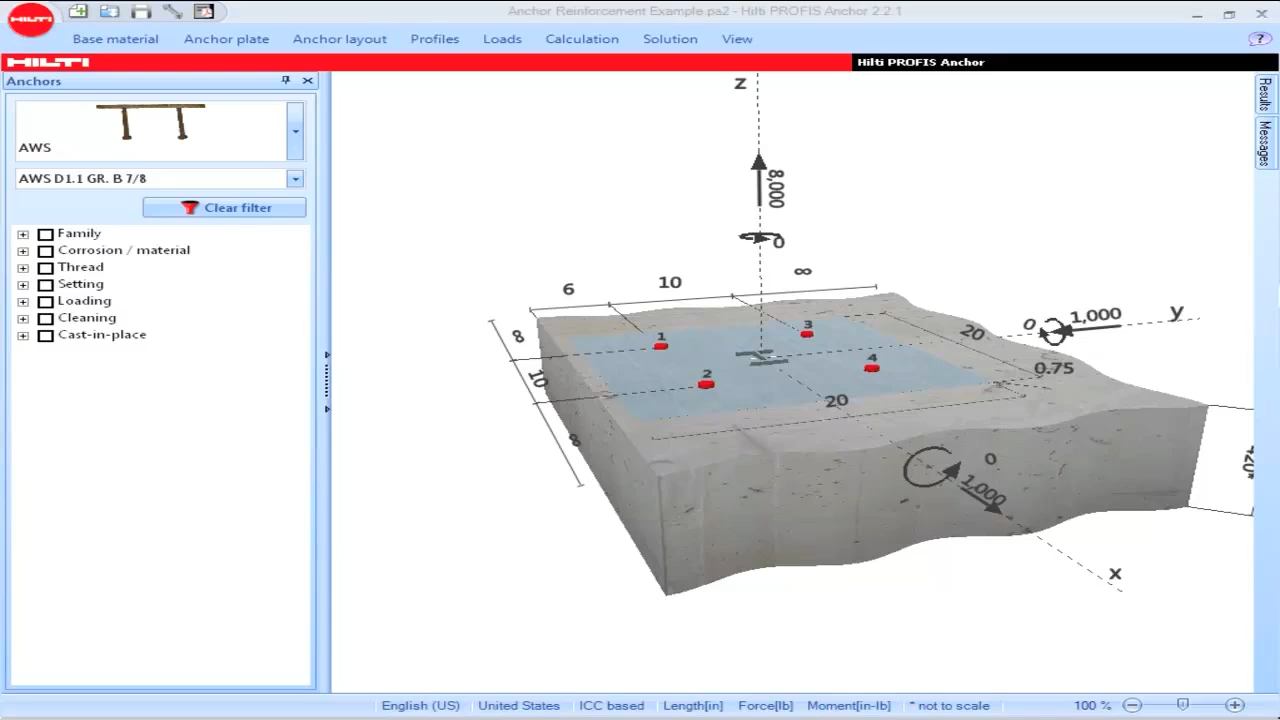 Anchor Reinforcement Example.pa2 - Hilti PROFIS Anchor 2.2.1
HILTI
Base material Anchor plate Anchor layout Profiles Loads Calculation Solution View
HILTI Hilti PROFIS Anchor
Anchors
AWS
AWS D1.1 GR. B 7/8
Clear filter
Family
Corrosion / material
Thread
Setting
Loading
Cleaning
Cast-in-place
Results
Messages
z
8,000
0
6 10 ∞
8
10
8
1
2
3
4
20
20
0.75
0 1,000 y
0
1,000
x
420*
English (US) United States ICC based Length[in] Force[lb] Moment[in-lb] * not to scale 100 %